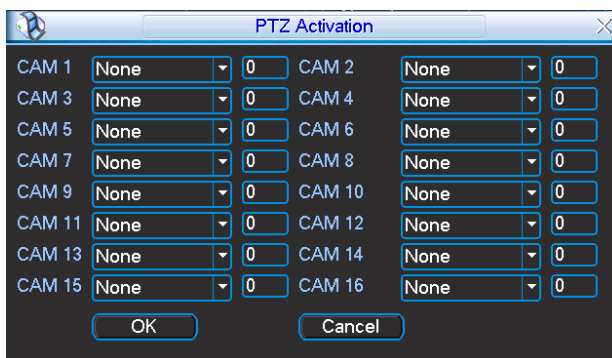 PTZ Activation
CAM 1 None 0 CAM 2 None 0
CAM 3 None 0 CAM 4 None 0
CAM 5 None 0 CAM 6 None 0
CAM 7 None 0 CAM 8 None 0
CAM 9 None 0 CAM 10 None 0
CAM 11 None 0 CAM 12 None 0
CAM 13 None 0 CAM 14 None 0
CAM 15 None 0 CAM 16 None 0
OK Cancel